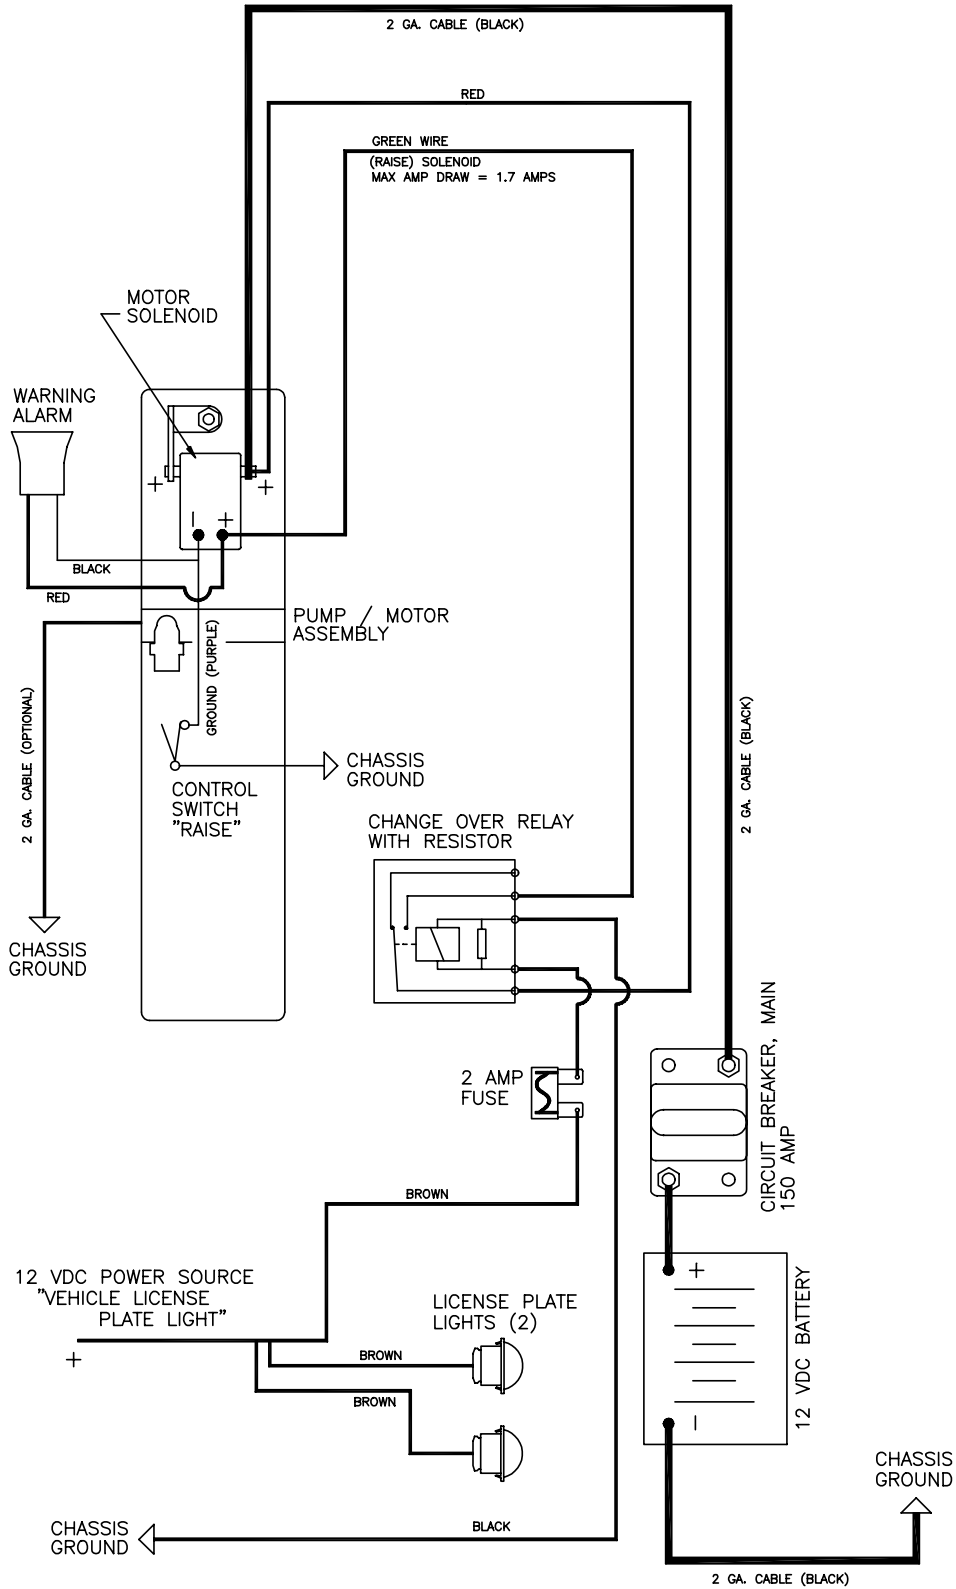 2 GA. CABLE (BLACK)
RED
GREEN WIRE
(RAISE) SOLENOID
MAX AMP DRAW = 1.7 AMPS
MOTOR
SOLENOID
WARNING
ALARM
+
+
| +
BLACK
RED
PUMP / MOTOR
ASSEMBLY
GROUND (PURPLE)
2 GA. CABLE (OPTIONAL)
2 GA. CABLE (BLACK)
CHASSIS
GROUND
CONTROL
SWITCH
"RAISE"
CHANGE OVER RELAY
WITH RESISTOR
CHASSIS
GROUND
2 AMP
FUSE
CIRCUIT BREAKER, MAIN
150 AMP
BROWN
12 VDC POWER SOURCE
"VEHICLE LICENSE
PLATE LIGHT"
+
LICENSE PLATE
LIGHTS (2)
BROWN
BROWN
+
12 VDC BATTERY
|
CHASSIS
GROUND
CHASSIS
GROUND
BLACK
2 GA. CABLE (BLACK)